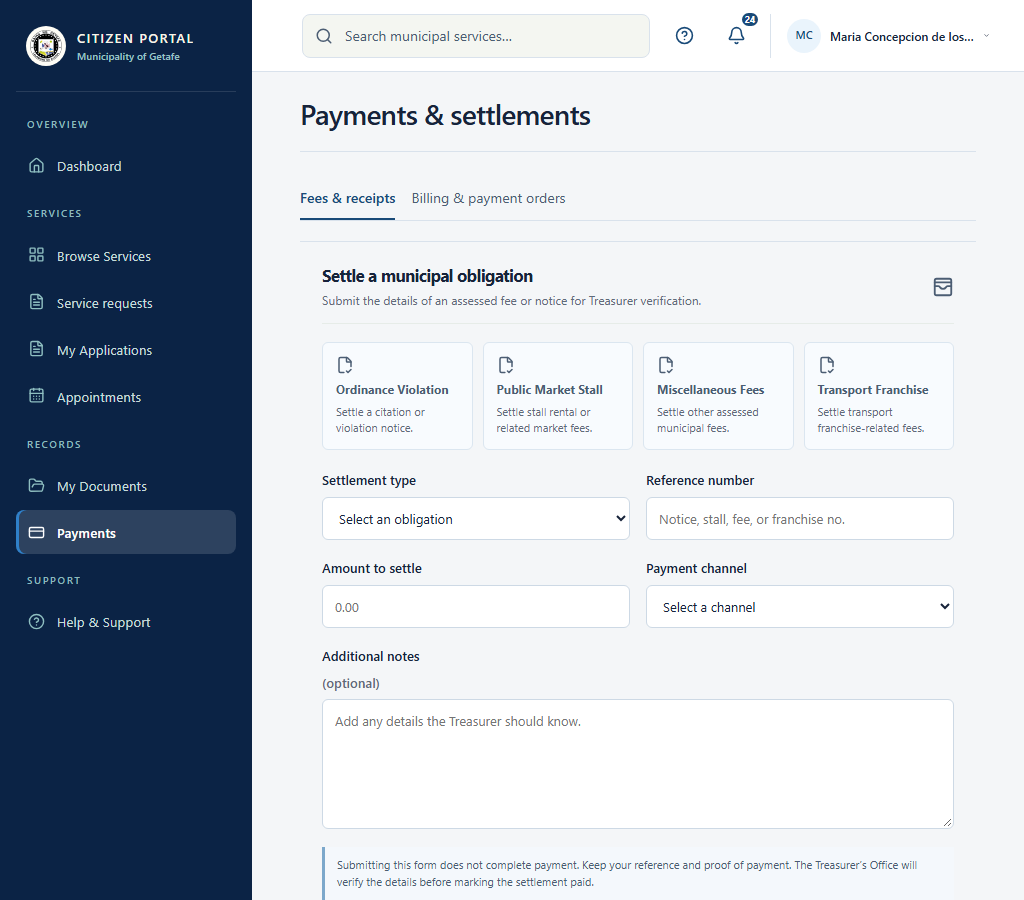 CITIZEN PORTAL
Municipality of Getafe
OVERVIEW
Dashboard
SERVICES
Browse Services
Service requests
My Applications
Appointments
RECORDS
My Documents
Payments
SUPPORT
Help & Support
Search municipal services...
24
MC
Maria Concepcion de los...
Payments & settlements
Fees & receipts
Billing & payment orders
Settle a municipal obligation
Submit the details of an assessed fee or notice for Treasurer verification.
Ordinance Violation
Settle a citation or
violation notice.
Public Market Stall
Settle stall rental or
related market fees.
Miscellaneous Fees
Settle other assessed
municipal fees.
Transport Franchise
Settle transport
franchise-related fees.
Settlement type
Select an obligation
Reference number
Notice, stall, fee, or franchise no.
Amount to settle
0.00
Payment channel
Select a channel
Additional notes
(optional)
Add any details the Treasurer should know.
Submitting this form does not complete payment. Keep your reference and proof of payment. The Treasurer's Office will
verify the details before marking the settlement paid.